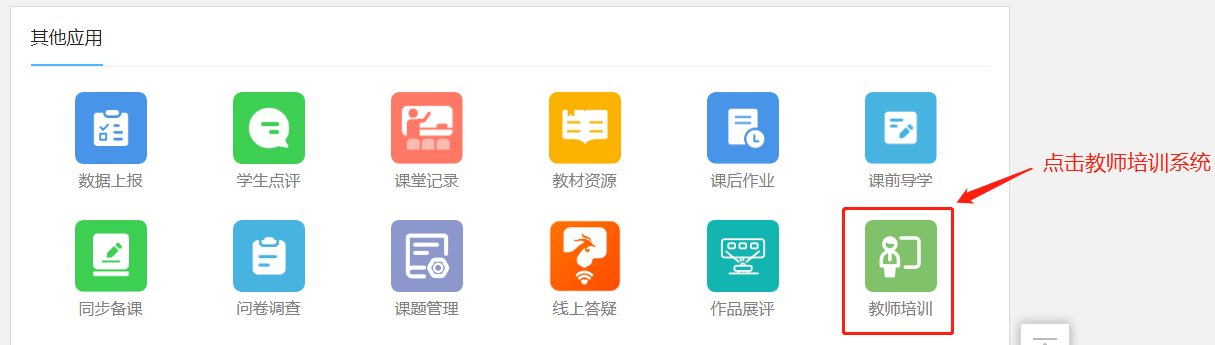 其他应用
数据上报
学生点评
课堂记录
教材资源
课后作业
课前导学
点击教师培训系统
同步备课
问卷调查
课题管理
线上答疑
作品展评
教师培训